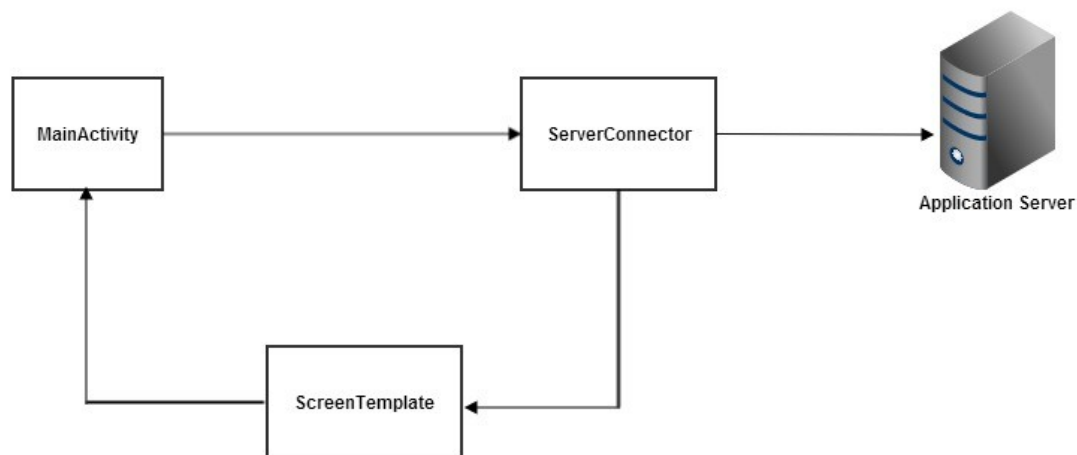 MainActivity
ServerConnector
Application Server
ScreenTemplate